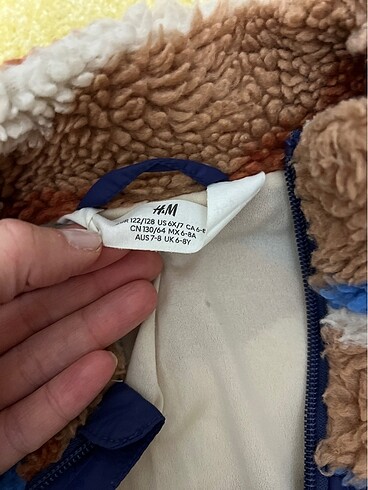 H&M
122/128 US 6X/7 CA 6-8
CN 130/64 MX 6-8A
AUS 7-8 UK 6-8Y